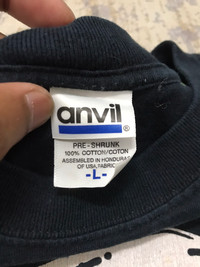 anvil
®
PRE-SHRUNK
100% COTTON/COTON
ASSEMBLED IN HONDURAS
OF USA. FABRIC
-L-